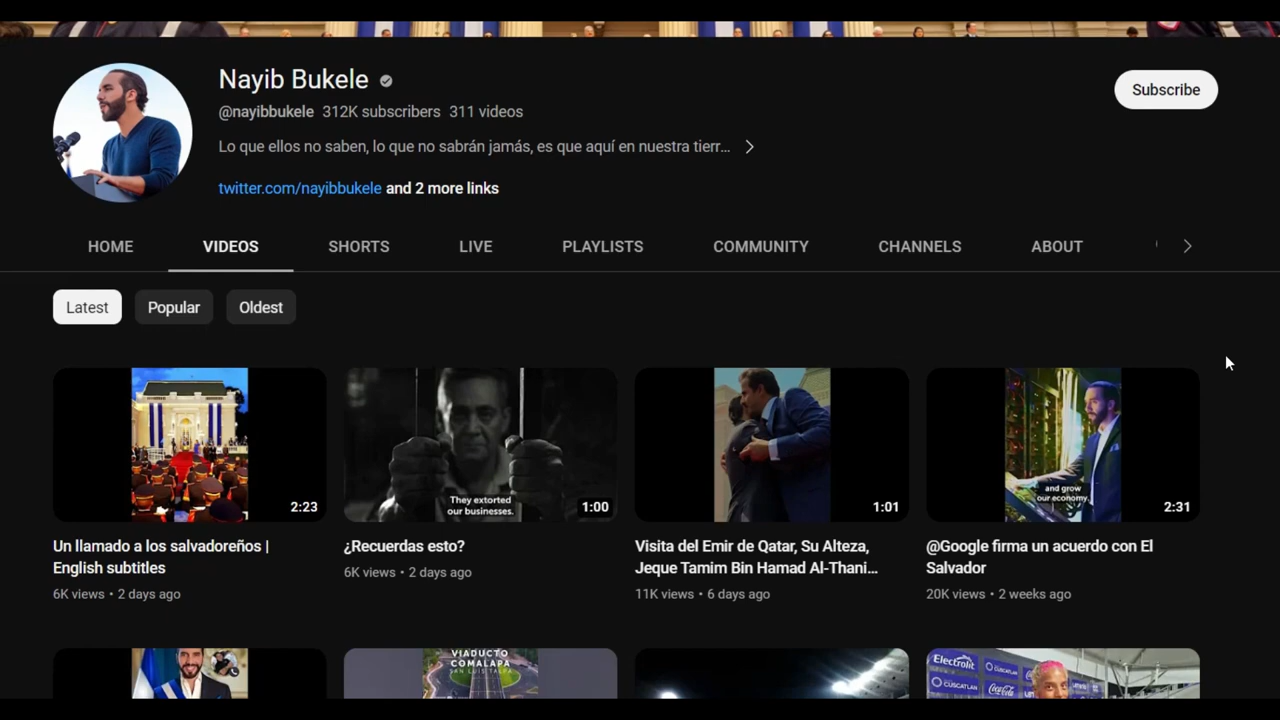 Nayib Bukele
@nayibbukele 312K subscribers 311 videos
Lo que ellos no saben, lo que no sabrán jamás, es que aquí en nuestra tierr...
twitter.com/nayibbukele and 2 more links
Subscribe
HOME VIDEOS SHORTS LIVE PLAYLISTS COMMUNITY CHANNELS ABOUT
Latest Popular Oldest
2:23
They extorted
our businesses.
1:00
1:01
and grow
our economy.
2:31
Un llamado a los salvadoreños |
English subtitles
6K views • 2 days ago
¿Recuerdas esto?
6K views • 2 days ago
Visita del Emir de Qatar, Su Alteza,
Jeque Tamim Bin Hamad Al-Thani...
11K views • 6 days ago
@Google firma un acuerdo con El
Salvador
20K views • 2 weeks ago
VIADUCTO
COMALAPA
SAN LUIS TALPA
Electrolit
CUSCATLAN
Coca-Cola
CUSCATLAN